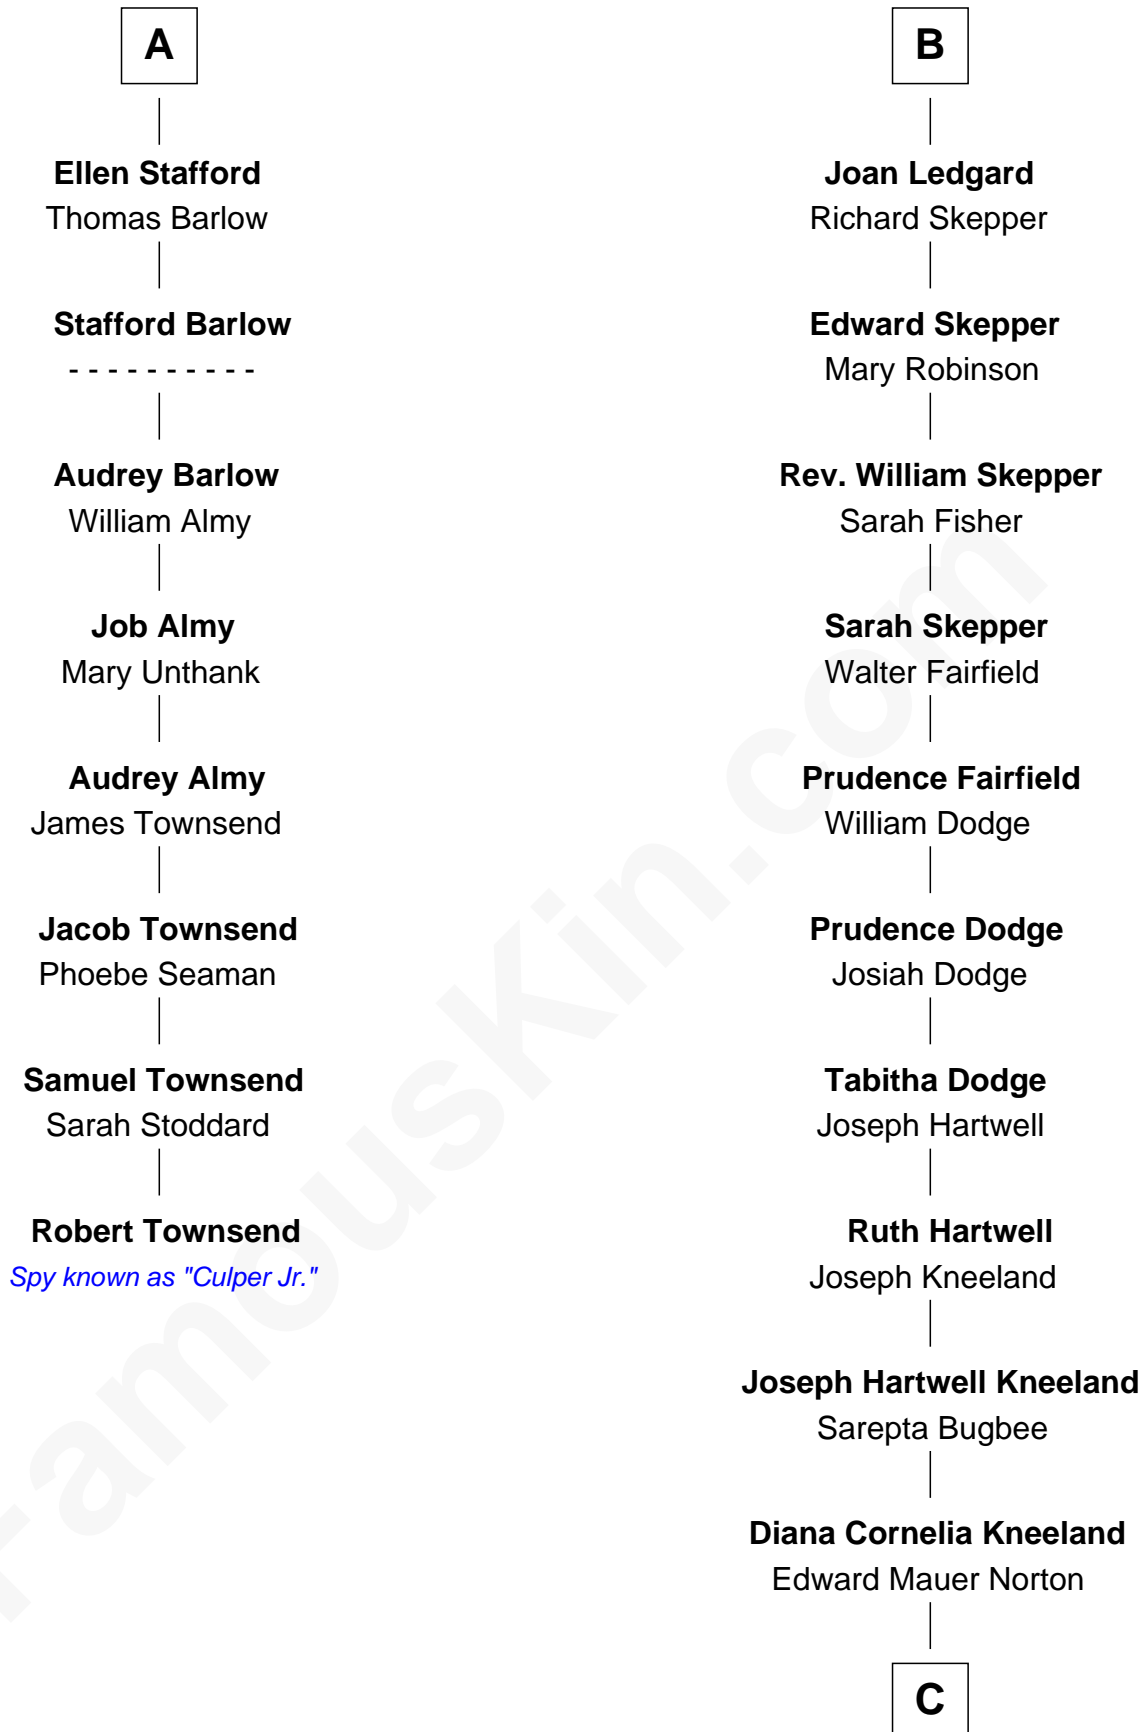 A
Ellen Stafford
Thomas Barlow
Stafford Barlow
- - - - - - - - - -
Audrey Barlow
William Almy
Job Almy
Mary Unthank
Audrey Almy
James Townsend
Jacob Townsend
Phoebe Seaman
Samuel Townsend
Sarah Stoddard
Robert Townsend
Spy known as "Culper Jr."
B
Joan Ledgard
Richard Skepper
Edward Skepper
Mary Robinson
Rev. William Skepper
Sarah Fisher
Sarah Skepper
Walter Fairfield
Prudence Fairfield
William Dodge
Prudence Dodge
Josiah Dodge
Tabitha Dodge
Joseph Hartwell
Ruth Hartwell
Joseph Kneeland
Joseph Hartwell Kneeland
Sarepta Bugbee
Diana Cornelia Kneeland
Edward Mauer Norton
C
FamousKin.com